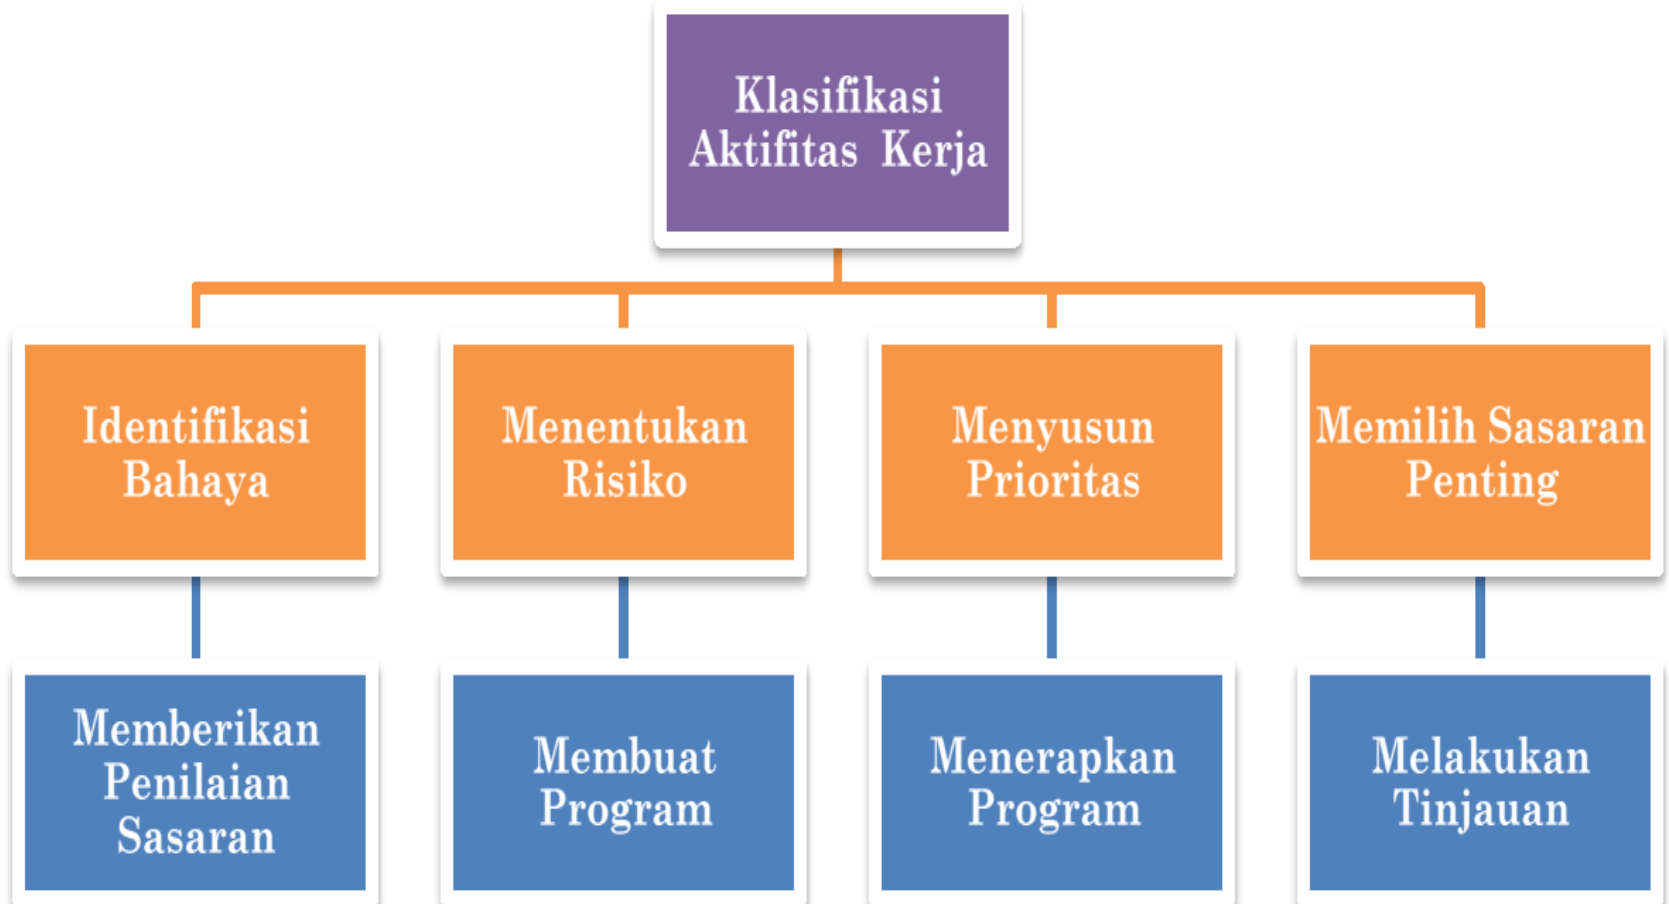 Klasifikasi
Aktifitas Kerja
Identifikasi
Bahaya
Menentukan
Risiko
Menyusun
Prioritas
Memilih Sasaran
Penting
Memberikan
Penilaian
Sasaran
Membuat
Program
Menerapkan
Program
Melakukan
Tinjauan